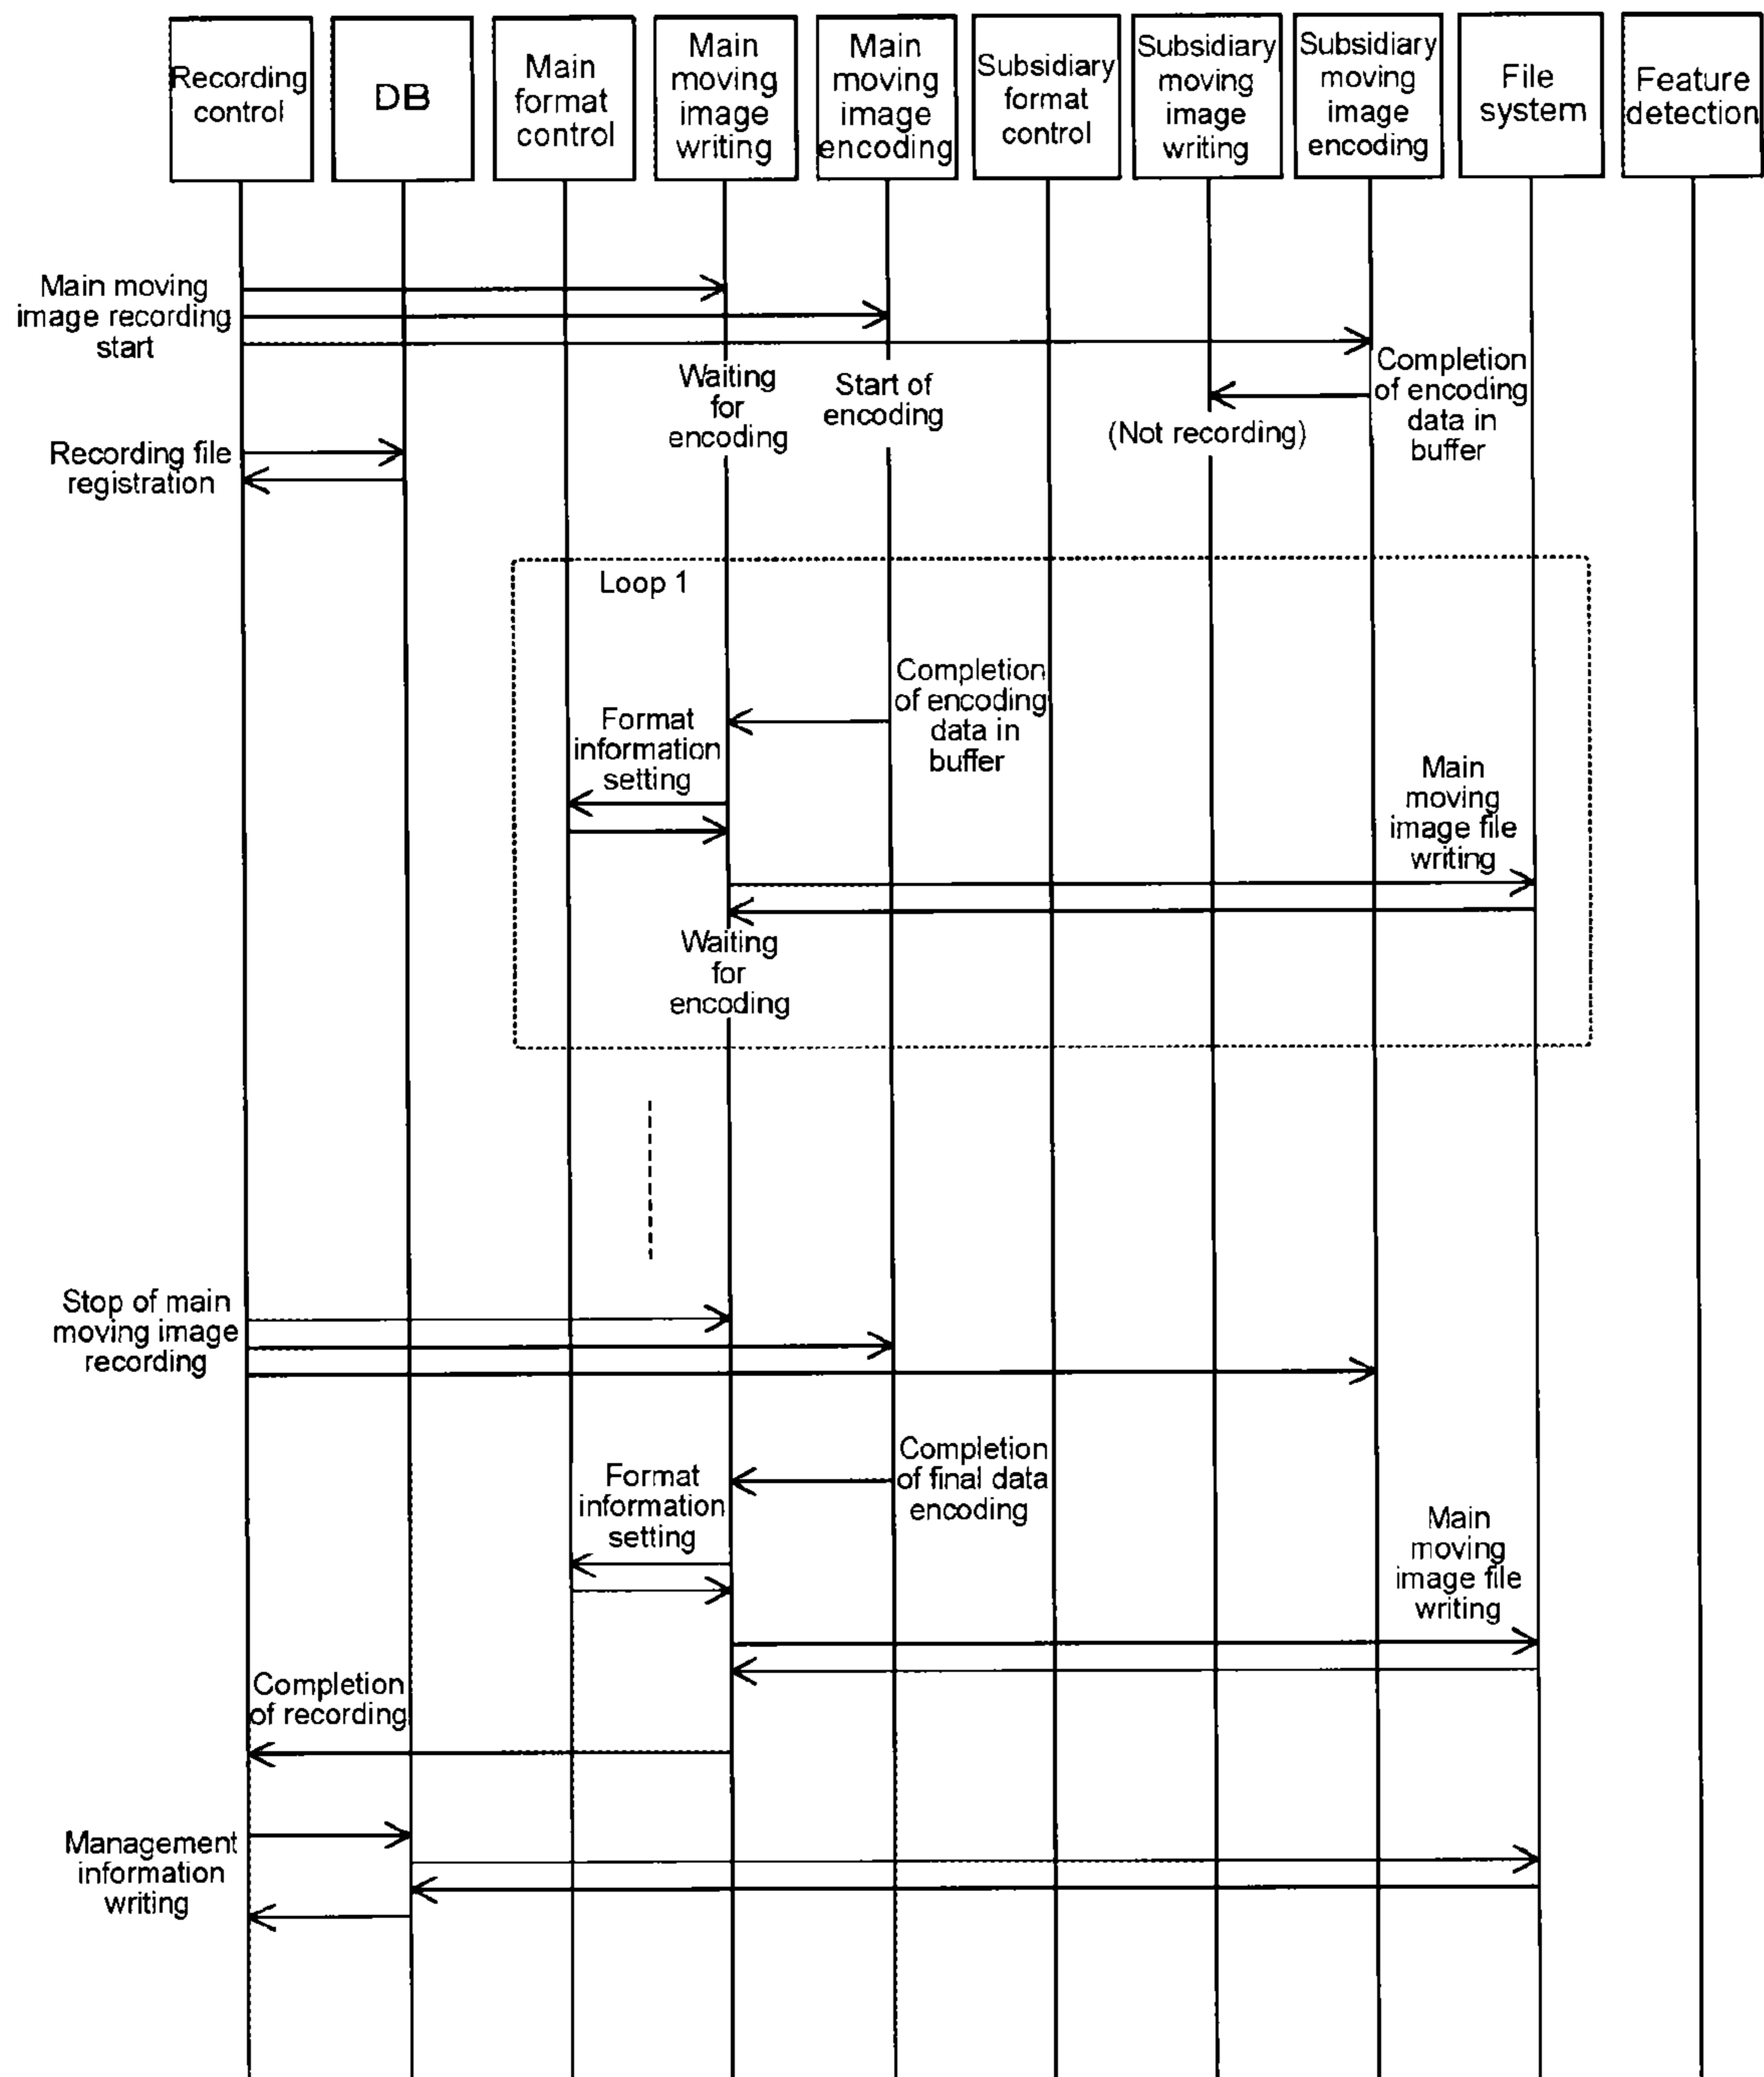 Recording
control
DB
Main
format
control
Main
moving
image
writing
Main
moving
image
encoding
Subsidiary
format
control
Subsidiary
moving
image
writing
Subsidiary
moving
image
encoding
File
system
Feature
detection
Main moving
image recording
start
Waiting
for
encoding
Start of
encoding
Completion
of encoding
data in
buffer
(Not recording)
Recording file
registration
Loop 1
Completion
of encoding
data in
buffer
Format
information
setting
Main
moving
image file
writing
Waiting
for
encoding
Stop of main
moving image
recording
Completion
of final data
encoding
Format
information
setting
Main
moving
image file
writing
Completion
of recording
Management
information
writing